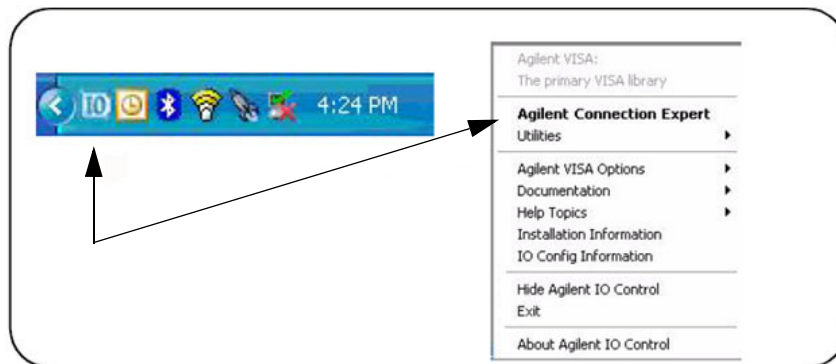 IO
4:24 PM
Agilent VISA:
The primary VISA library
Agilent Connection Expert
Utilities
Agilent VISA Options
Documentation
Help Topics
Installation Information
IO Config Information
Hide Agilent IO Control
Exit
About Agilent IO Control